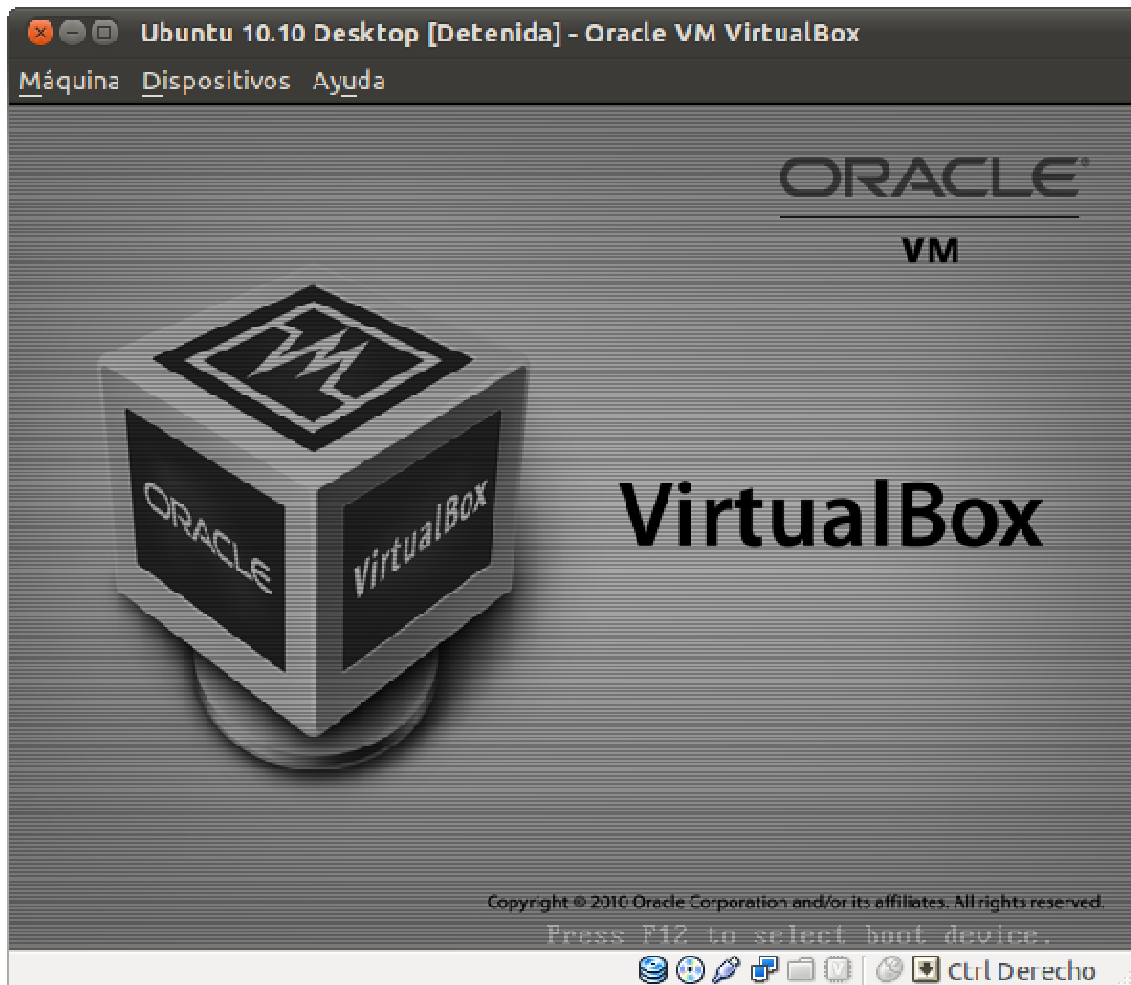 Ubuntu 10.10 Desktop [Detenida] - Oracle VM VirtualBox
Máquina Dispositivos Ayuda
ORACLE®
VM
ORACLE
VirtualBox
VirtualBox
Copyright © 2010 Oracle Corporation and/or its affiliates. All rights reserved.
Press F12 to select boot device.
Ctrl Derecho